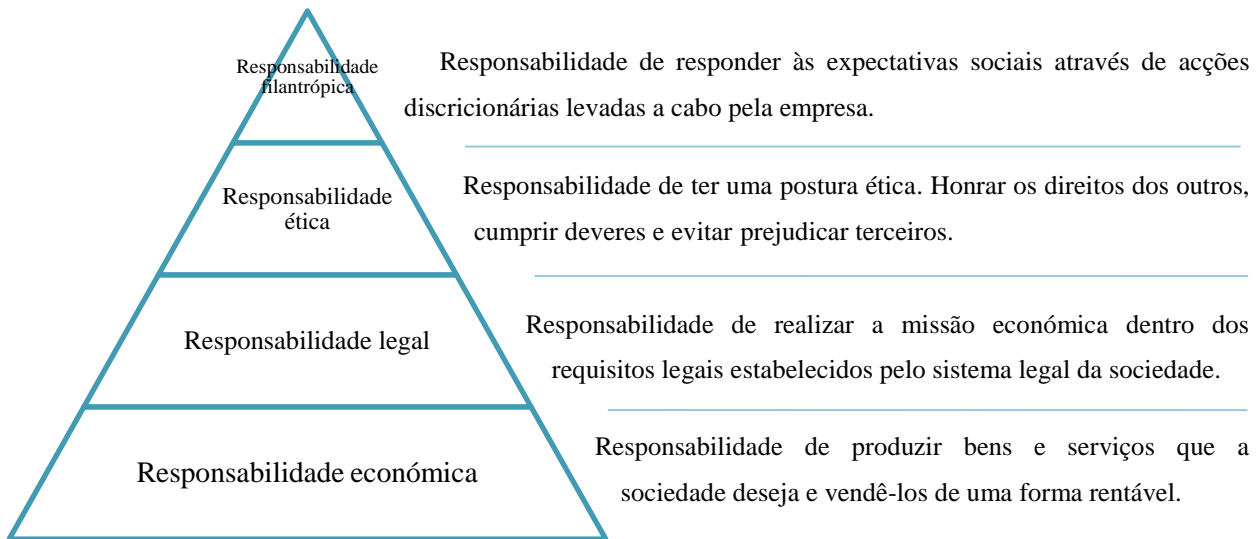 Responsabilidade
filantrópica
Responsabilidade de responder às expectativas sociais através de acções
discricionárias levadas a cabo pela empresa.
Responsabilidade
ética
Responsabilidade de ter uma postura ética. Honrar os direitos dos outros,
cumprir deveres e evitar prejudicar terceiros.
Responsabilidade legal
Responsabilidade de realizar a missão económica dentro dos
requisitos legais estabelecidos pelo sistema legal da sociedade.
Responsabilidade económica
Responsabilidade de produzir bens e serviços que a
sociedade deseja e vendê-los de uma forma rentável.